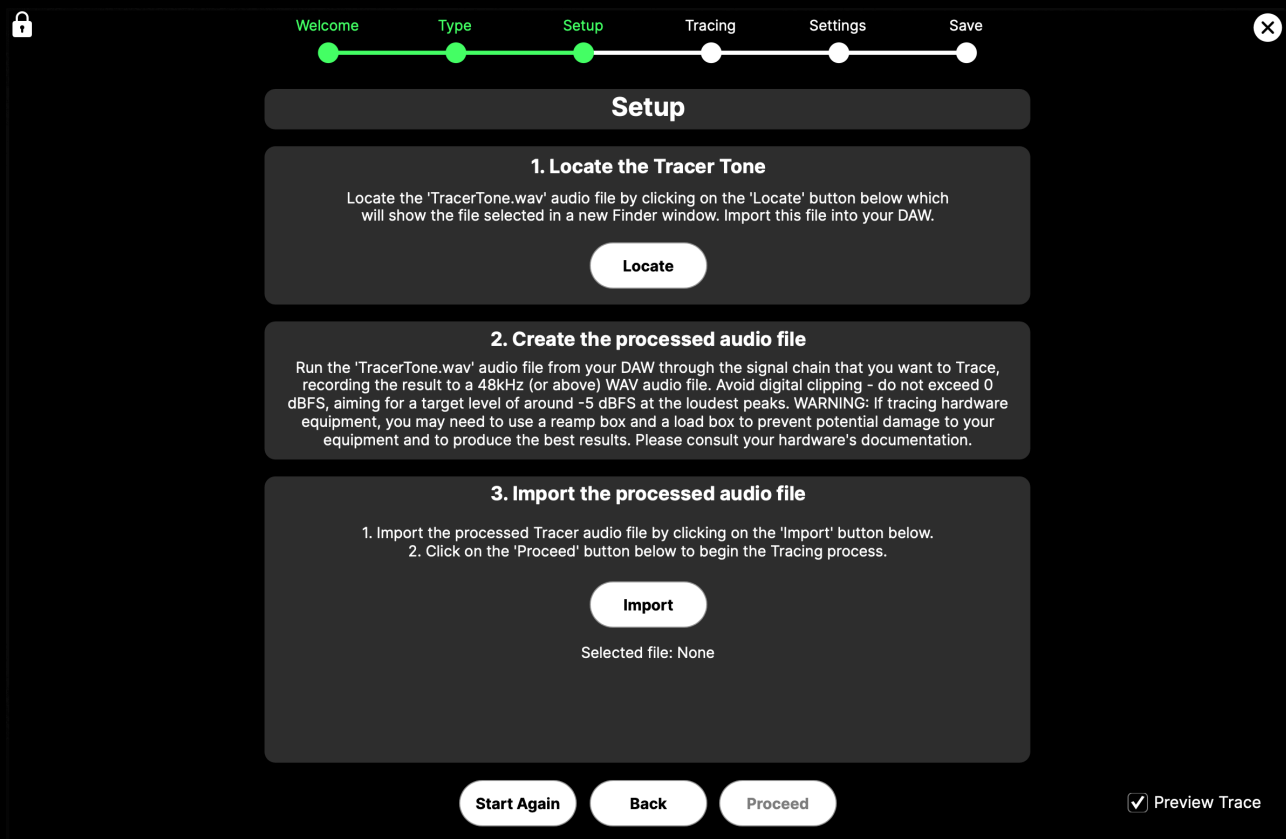 Welcome Type Setup Tracing Settings Save
Setup
1. Locate the Tracer Tone
Locate the 'TracerTone.wav' audio file by clicking on the 'Locate' button below which
will show the file selected in a new Finder window. Import this file into your DAW.
Locate
2. Create the processed audio file
Run the 'TracerTone.wav' audio file from your DAW through the signal chain that you want to Trace,
recording the result to a 48kHz (or above) WAV audio file. Avoid digital clipping - do not exceed 0
dBFS, aiming for a target level of around -5 dBFS at the loudest peaks. WARNING: If tracing hardware
equipment, you may need to use a reamp box and a load box to prevent potential damage to your
equipment and to produce the best results. Please consult your hardware's documentation.
3. Import the processed audio file
1. Import the processed Tracer audio file by clicking on the 'Import' button below.
2. Click on the 'Proceed' button below to begin the Tracing process.
Import
Selected file: None
Start Again Back Proceed Preview Trace